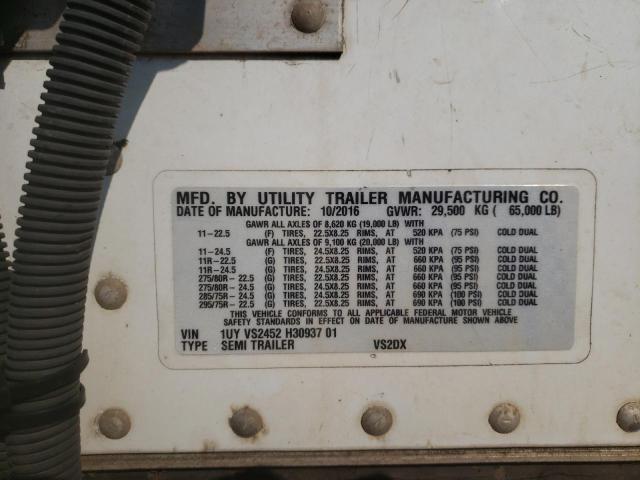 MFD. BY UTILITY TRAILER MANUFACTURING CO.
DATE OF MANUFACTURE: 10/2016 GVWR: 29,500 KG ( 65,000 LB)
GAWR ALL AXLES OF 8,620 KG (19,000 LB) WITH
11-22.5 (F) TIRES, 22.5X8.25 RIMS, AT 520 KPA (75 PSI) COLD DUAL
GAWR ALL AXLES OF 9,100 KG (20,000 LB) WITH
11-24.5 (F) TIRES, 24.5X8.25 RIMS, AT 520 KPA (75 PSI) COLD DUAL
11R-22.5 (G) TIRES, 22.5X8.25 RIMS, AT 660 KPA (95 PSI) COLD DUAL
11R-24.5 (G) TIRES, 24.5X8.25 RIMS, AT 660 KPA (95 PSI) COLD DUAL
275/80R- 22.5 (G) TIRES, 22.5X8.25 RIMS, AT 660 KPA (95 PSI) COLD DUAL
275/80R- 24.5 (G) TIRES, 24.5X8.25 RIMS, AT 660 KPA (95 PSI) COLD DUAL
285/75R- 24.5 (G) TIRES, 24.5X8.25 RIMS, AT 690 KPA (100 PSI) COLD DUAL
295/75R- 22.5 (G) TIRES, 22.5X8.25 RIMS, AT 690 KPA (100 PSI) COLD DUAL
THIS VEHICLE CONFORMS TO ALL APPLICABLE FEDERAL MOTOR VEHICLE
SAFETY STANDARDS IN EFFECT ON DATE OF MANUFACTURE SHOWN ABOVE
VIN 1UY VS2452 H30937 01
TYPE SEMI TRAILER VS2DX